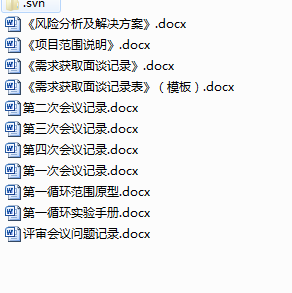 .svn
《风险分析及解决方案》.docx
《项目范围说明》.docx
《需求获取面谈记录》.docx
《需求获取面谈记录表》（模板）.docx
第二次会议记录.docx
第三次会议记录.docx
第四次会议记录.docx
第一次会议记录.docx
第一循环范围原型.docx
第一循环实验手册.docx
评审会议问题记录.docx